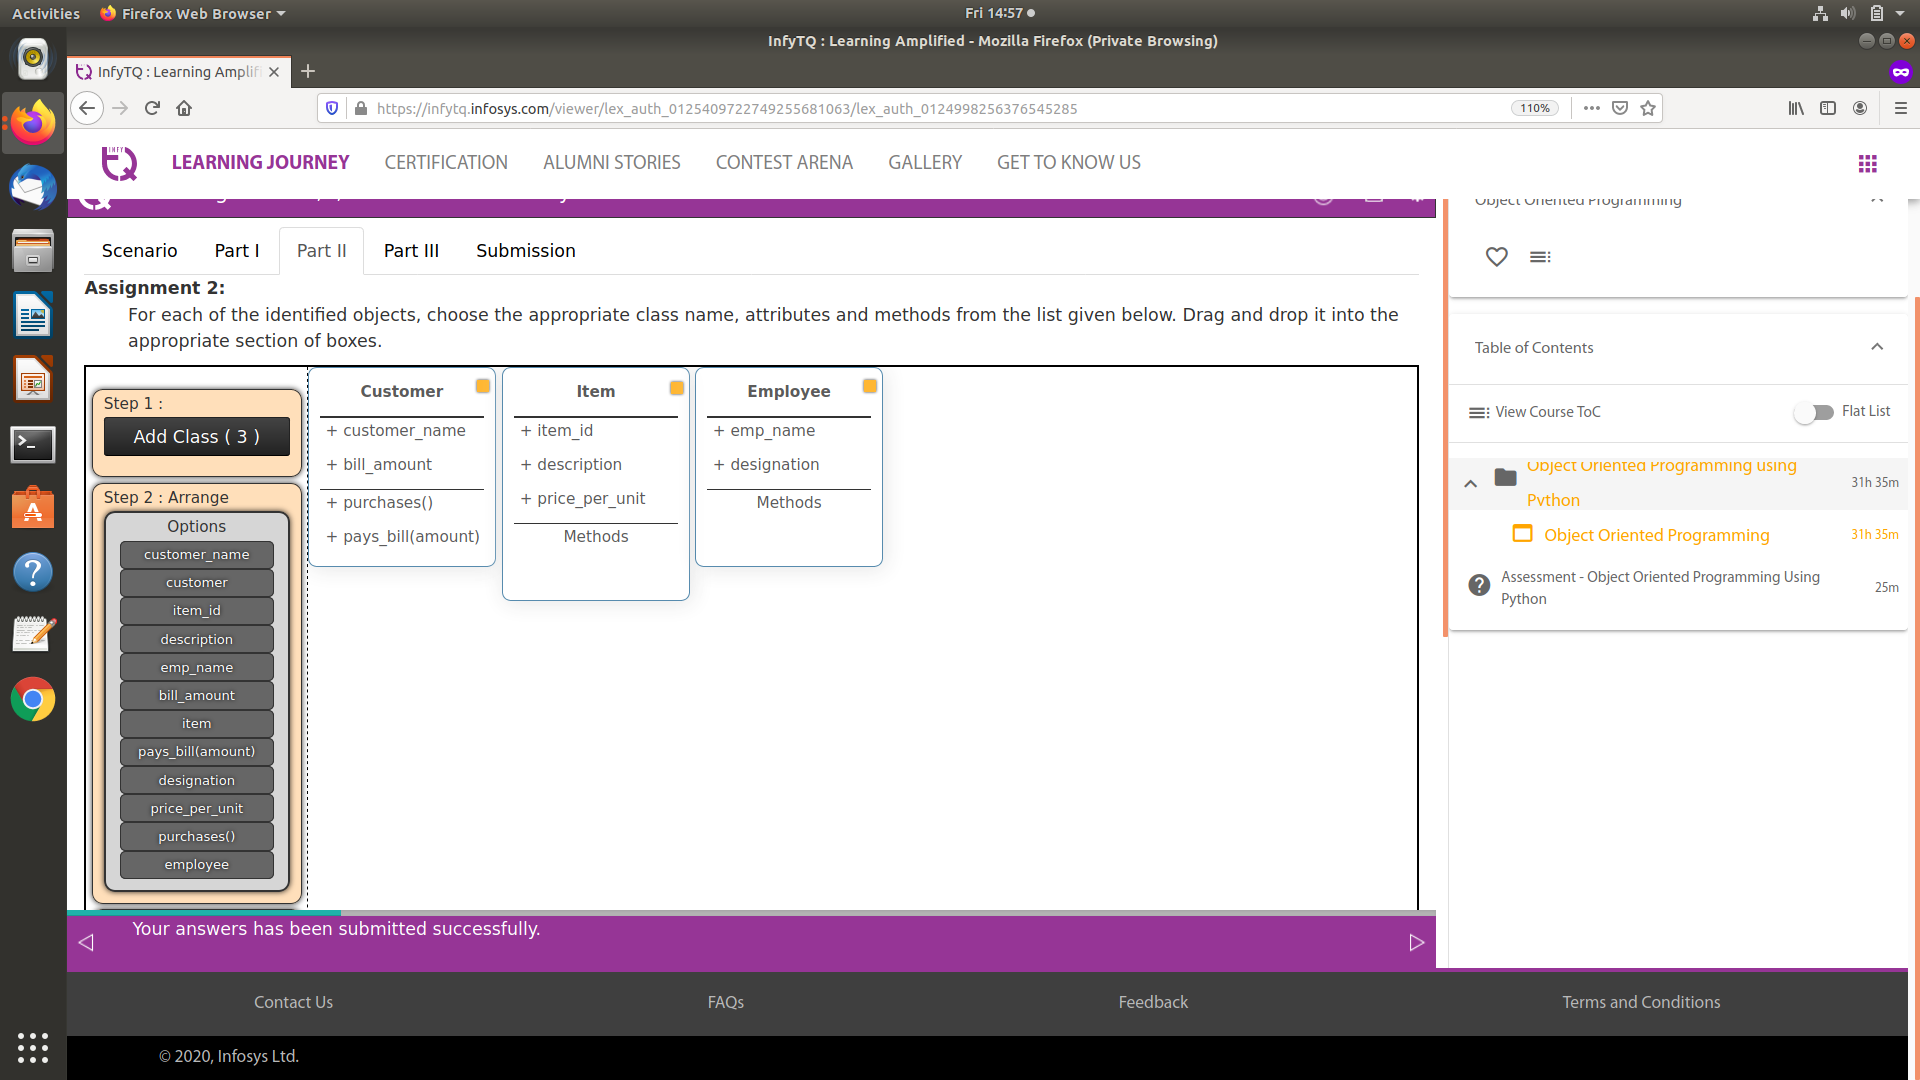 Activities
Firefox Web Browser
Fri 14:57
InfyTQ : Learning Amplified - Mozilla Firefox (Private Browsing)
InfyTQ : Learning Amplifi
https://infytq.infosys.com/viewer/lex_auth_0125409722749255681063/lex_auth_0124998256376545285
110%
INFY
TQ
LEARNING JOURNEY
CERTIFICATION
ALUMNI STORIES
CONTEST ARENA
GALLERY
GET TO KNOW US
Scenario
Part I
Part II
Part III
Submission
Assignment 2:
For each of the identified objects, choose the appropriate class name, attributes and methods from the list given below. Drag and drop it into the
appropriate section of boxes.
Step 1 :
Add Class ( 3 )
Step 2 : Arrange
Options
customer_name
customer
item_id
description
emp_name
bill_amount
item
pays_bill(amount)
designation
price_per_unit
purchases()
employee
Customer
+ customer_name
+ bill_amount
+ purchases()
+ pays_bill(amount)
Item
+ item_id
+ description
+ price_per_unit
Methods
Employee
+ emp_name
+ designation
Methods
Your answers has been submitted successfully.
Object Oriented Programming
Table of Contents
View Course ToC
Flat List
Object Oriented Programming using
Python
31h 35m
Object Oriented Programming
31h 35m
Assessment - Object Oriented Programming Using
Python
25m
Contact Us
FAQs
Feedback
Terms and Conditions
© 2020, Infosys Ltd.